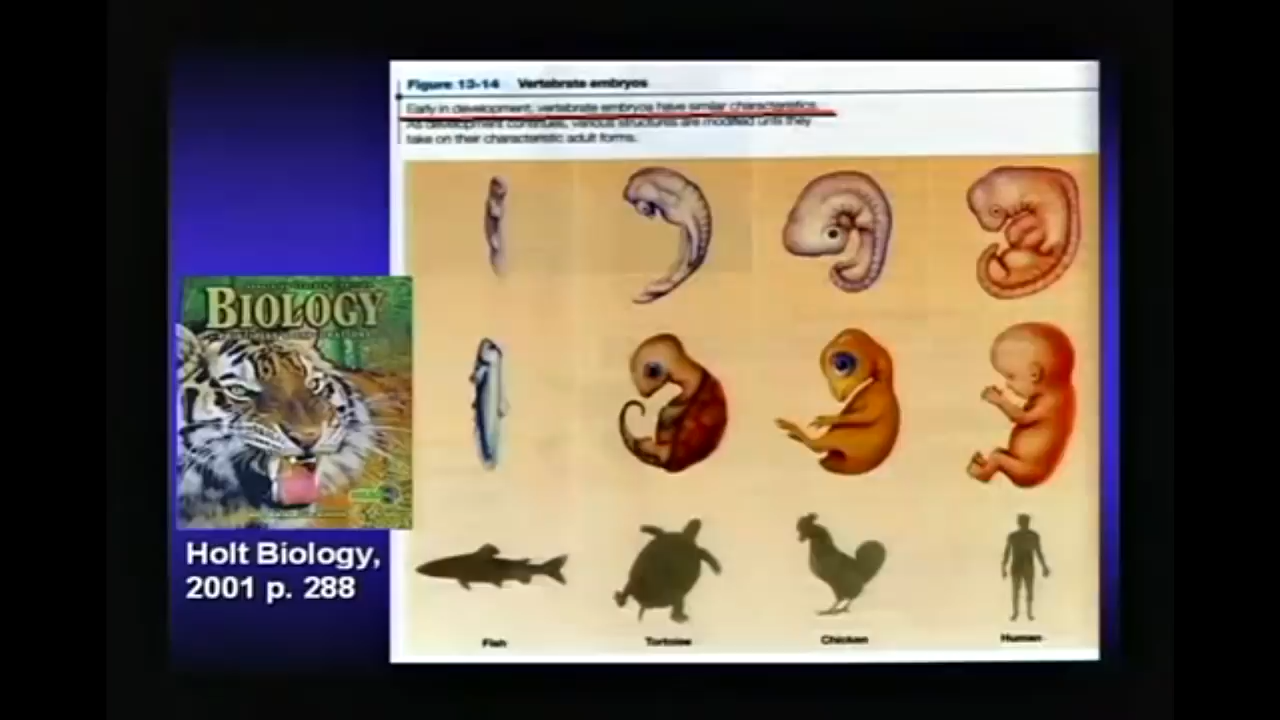 Figure 13-14 Vertebrate embryos
Early in development, vertebrate embryos have similar characteristics.
As development continues, various structures are modified until they
take on their characteristic adult forms.
BIOLOGY
Holt Biology,
2001 p. 288
Fish
Tortoise
Chicken
Human